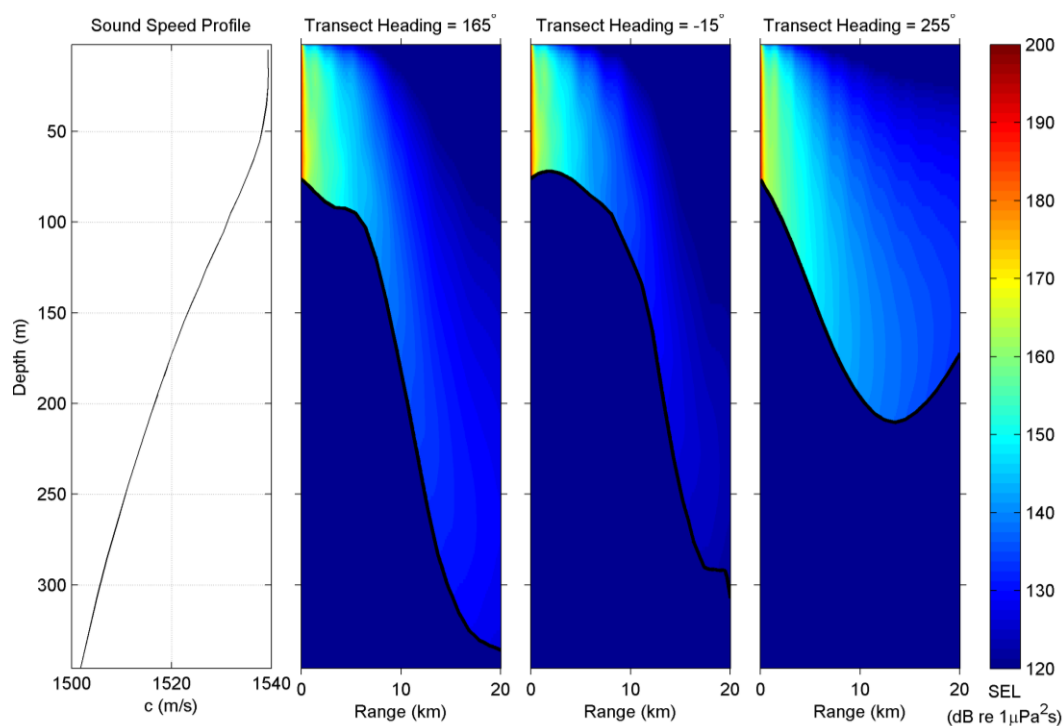 Sound Speed Profile
Transect Heading = 165°
Transect Heading = -15°
Transect Heading = 255°
50
100
150
200
250
300
Depth (m)
1500
1520
1540
c (m/s)
0
10
20
Range (km)
0
10
20
Range (km)
0
10
20
Range (km)
200
190
180
170
160
150
140
130
120
SEL
(dB re 1μPa²s)